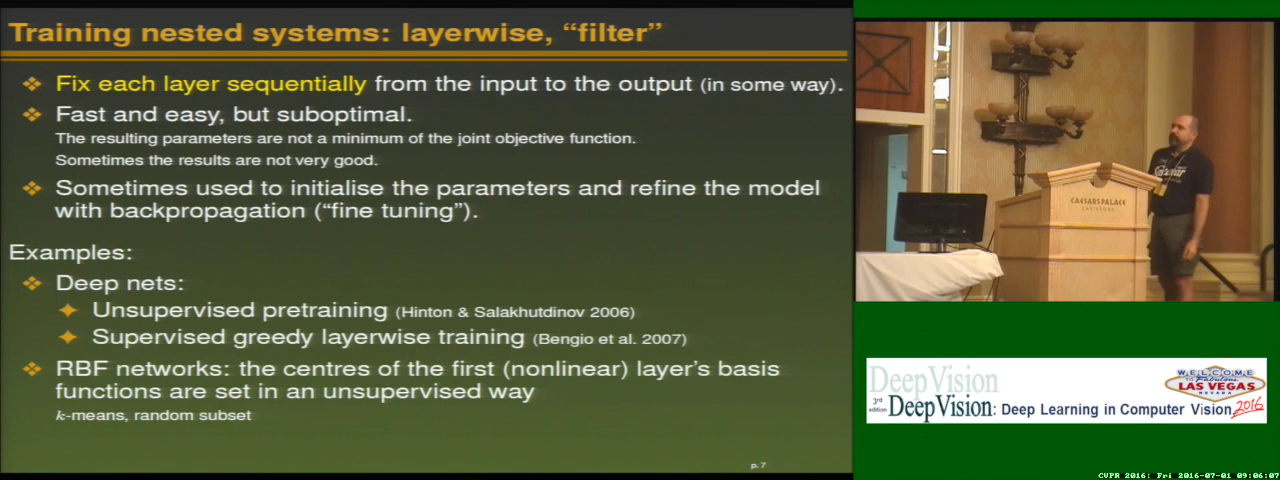 Training nested systems: layerwise, “filter”
❖ Fix each layer sequentially from the input to the output (in some way).
❖ Fast and easy, but suboptimal.
The resulting parameters are not a minimum of the joint objective function.
Sometimes the results are not very good.
❖ Sometimes used to initialise the parameters and refine the model
with backpropagation (“fine tuning”).
Examples:
❖ Deep nets:
✦ Unsupervised pretraining (Hinton & Salakhutdinov 2006)
✦ Supervised greedy layerwise training (Bengio et al. 2007)
❖ RBF networks: the centres of the first (nonlinear) layer’s basis
functions are set in an unsupervised way
k-means, random subset
p. 7
CAESARS PALACE
LAS VEGAS
DeepVision
3rd
edition
DeepVision: Deep Learning in Computer Vision 2016
WELCOME
TO Fabulous
LAS VEGAS
NEVADA
CVPR 2016: Fri 2016-07-01 09:06:07